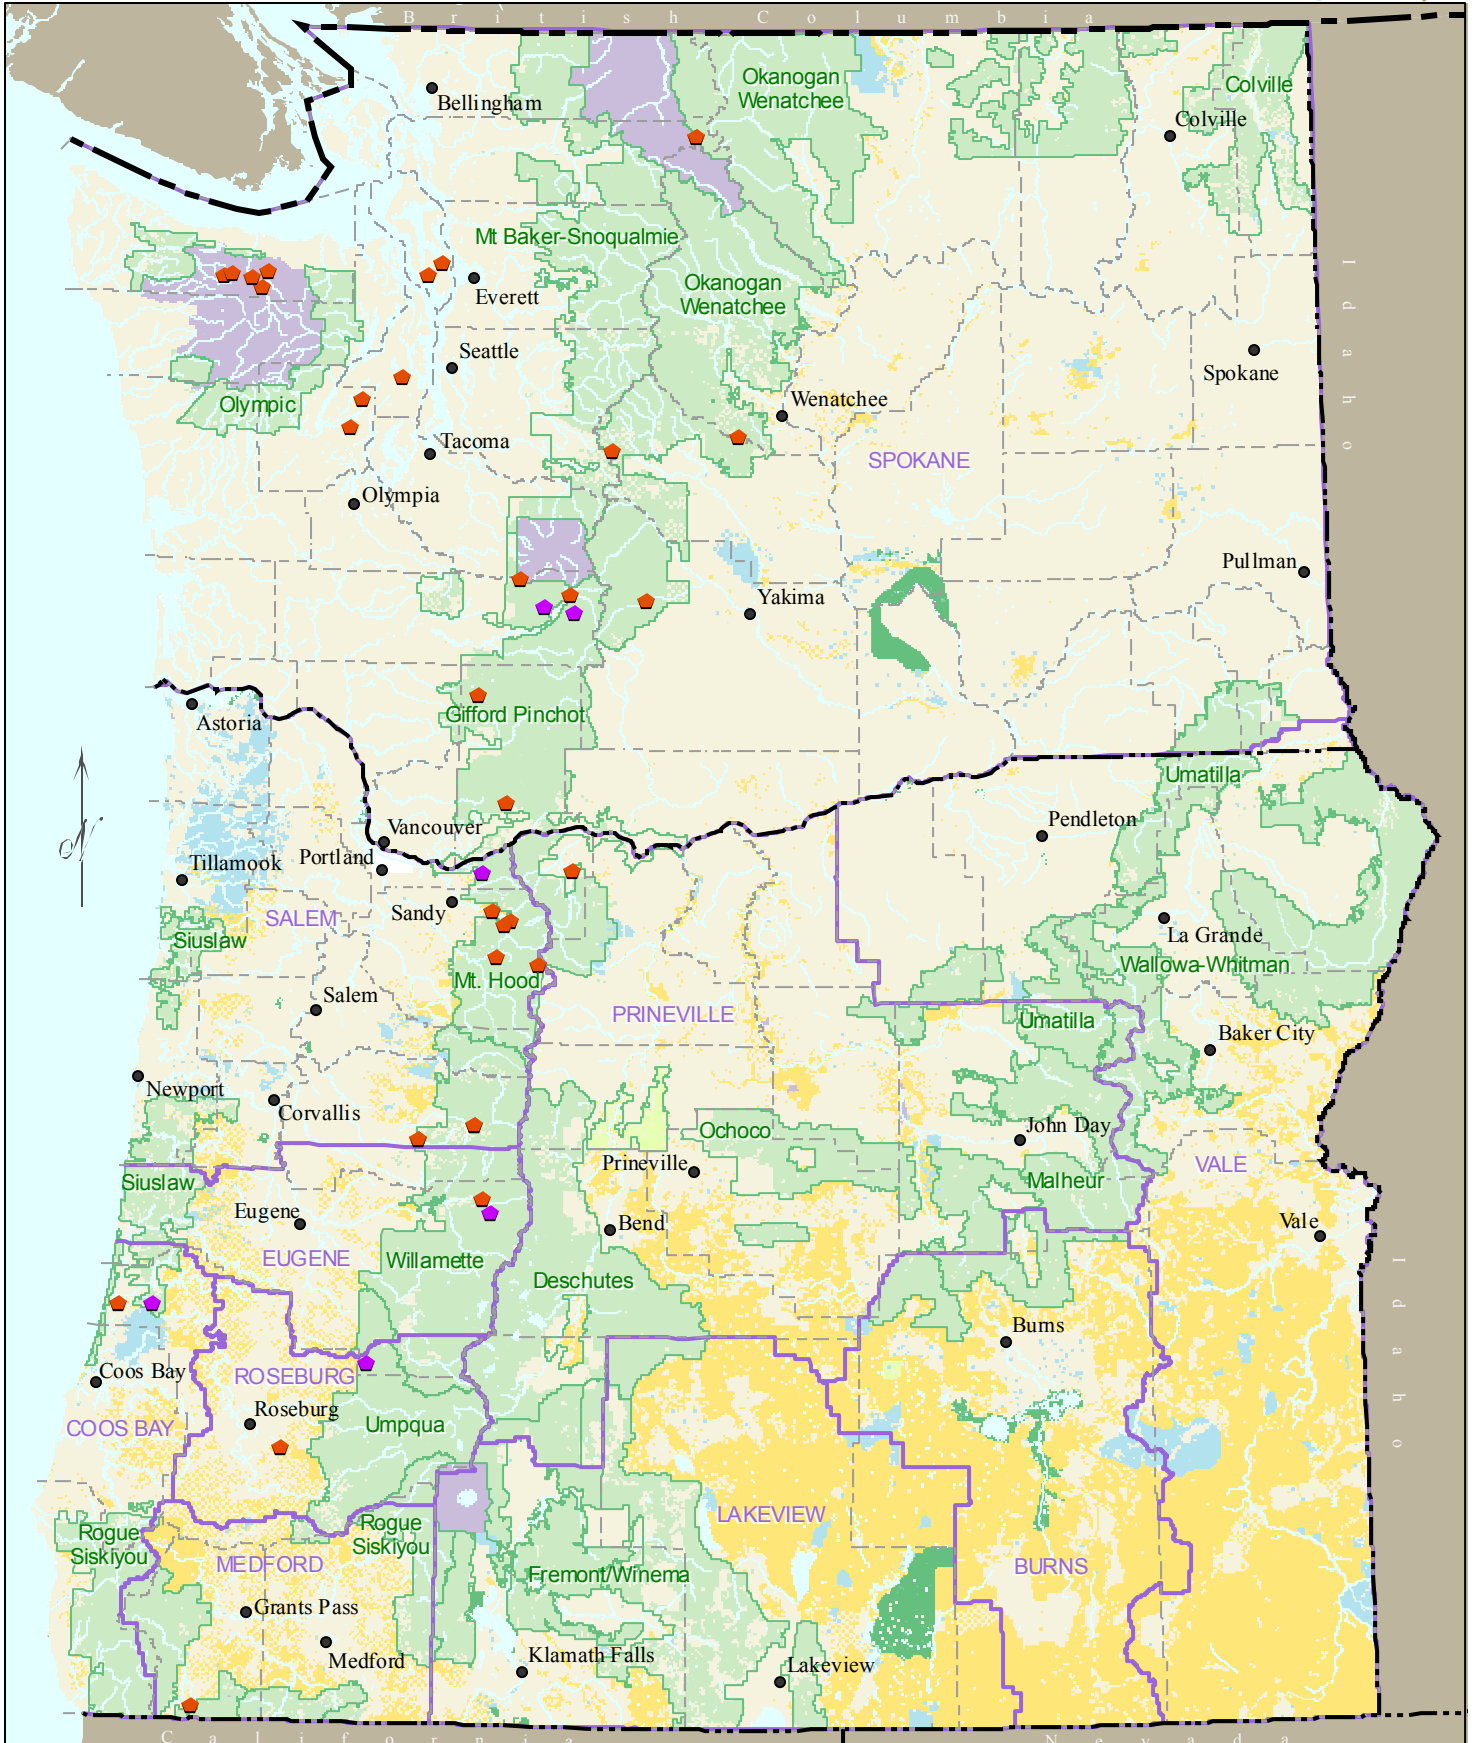 British Columbia
Okanogan
Wenatchee
Colville
Bellingham
Colville
Mt Baker-Snoqualmie
Okanogan
Wenatchee
Everett
Idaho
Seattle
Spokane
Olympic
Wenatchee
Tacoma
SPOKANE
Olympia
Pullman
Yakima
Gifford Pinchot
Astoria
Umatilla
Vancouver
Pendleton
Portland
Tillamook
N
Sandy
SALEM
Siuslaw
La Grande
Wallowa-Whitman
Mt. Hood
Salem
PRINEVILLE
Umatilla
Baker City
Newport
Corvallis
Ochoco
John Day
Prineville
VALE
Siuslaw
Malheur
Eugene
Bend
Vale
EUGENE
Willamette
Deschutes
Idaho
Burns
Coos Bay
ROSEBURG
Roseburg
COOS BAY
Umpqua
LAKEVIEW
Rogue
Siskiyou
Rogue
Siskiyou
MEDFORD
Fremont/Winema
BURNS
Grants Pass
Medford
Klamath Falls
Lakeview
California
Nevada